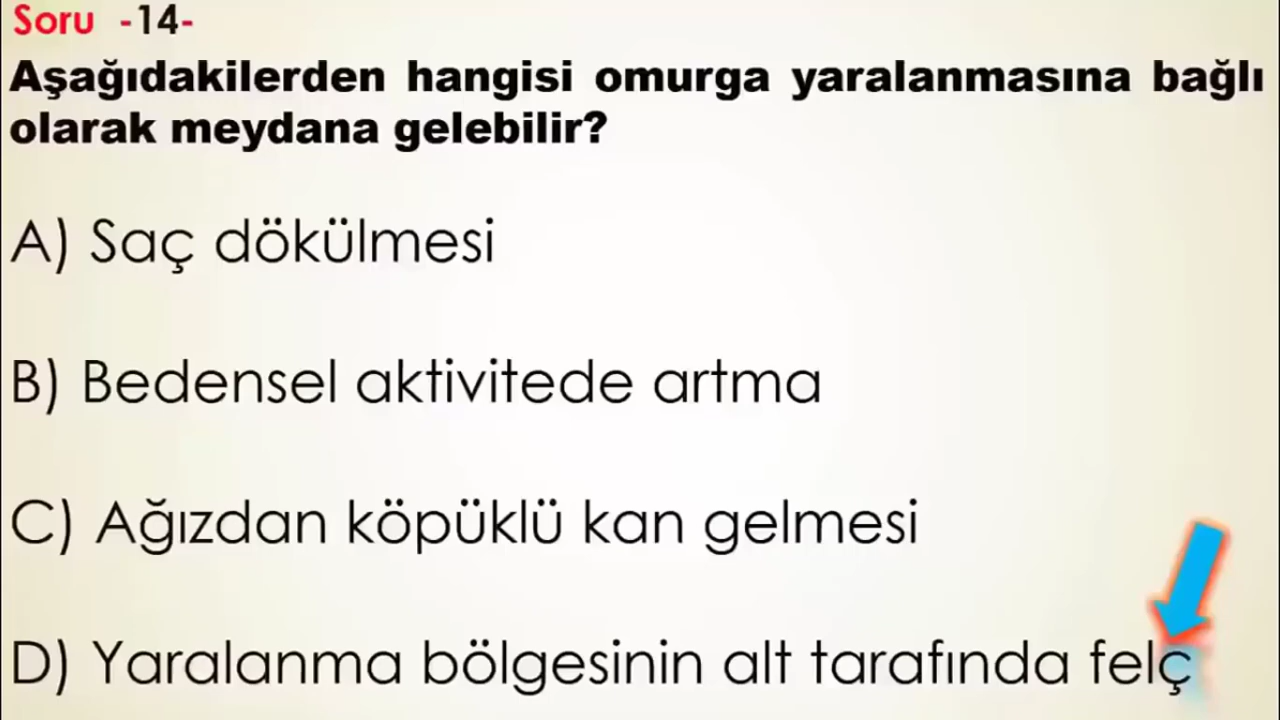 Soru -14-
Aşağıdakilerden hangisi omurga yaralanmasına bağlı
olarak meydana gelebilir?
A) Saç dökülmesi
B) Bedensel aktivitede artma
C) Ağızdan köpüklü kan gelmesi
D) Yaralanma bölgesinin alt tarafında felç